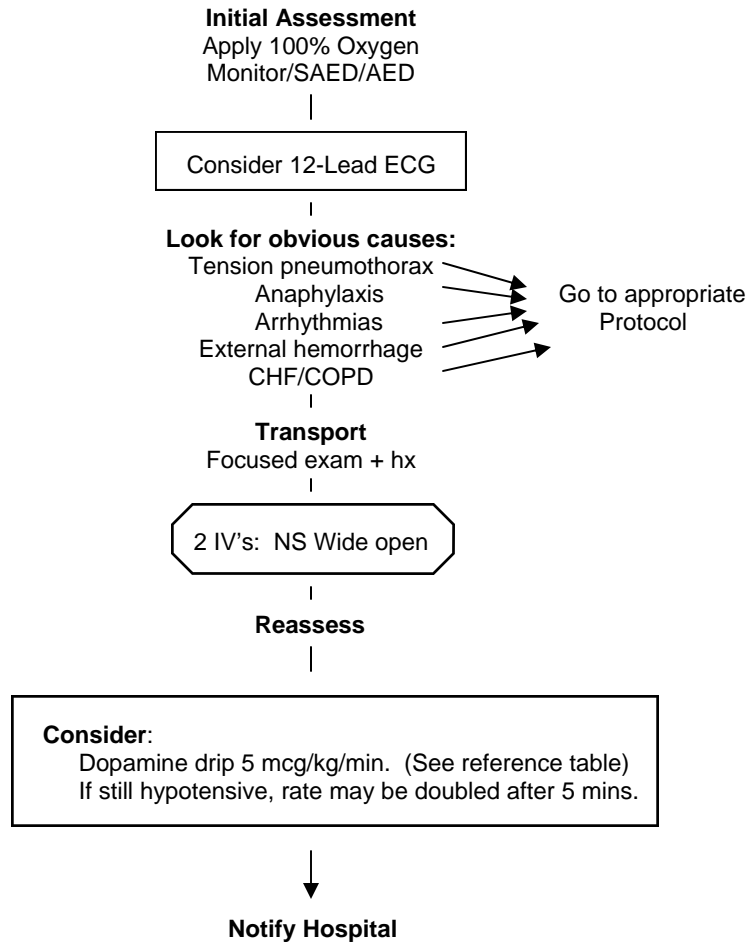 Initial Assessment
Apply 100% Oxygen
Monitor/SAED/AED
Consider 12-Lead ECG
Look for obvious causes:
Tension pneumothorax
Anaphylaxis
Arrhythmias
External hemorrhage
CHF/COPD
Go to appropriate
Protocol
Transport
Focused exam + hx
2 IV's: NS Wide open
Reassess
Consider:
Dopamine drip 5 mcg/kg/min. (See reference table)
If still hypotensive, rate may be doubled after 5 mins.
Notify Hospital